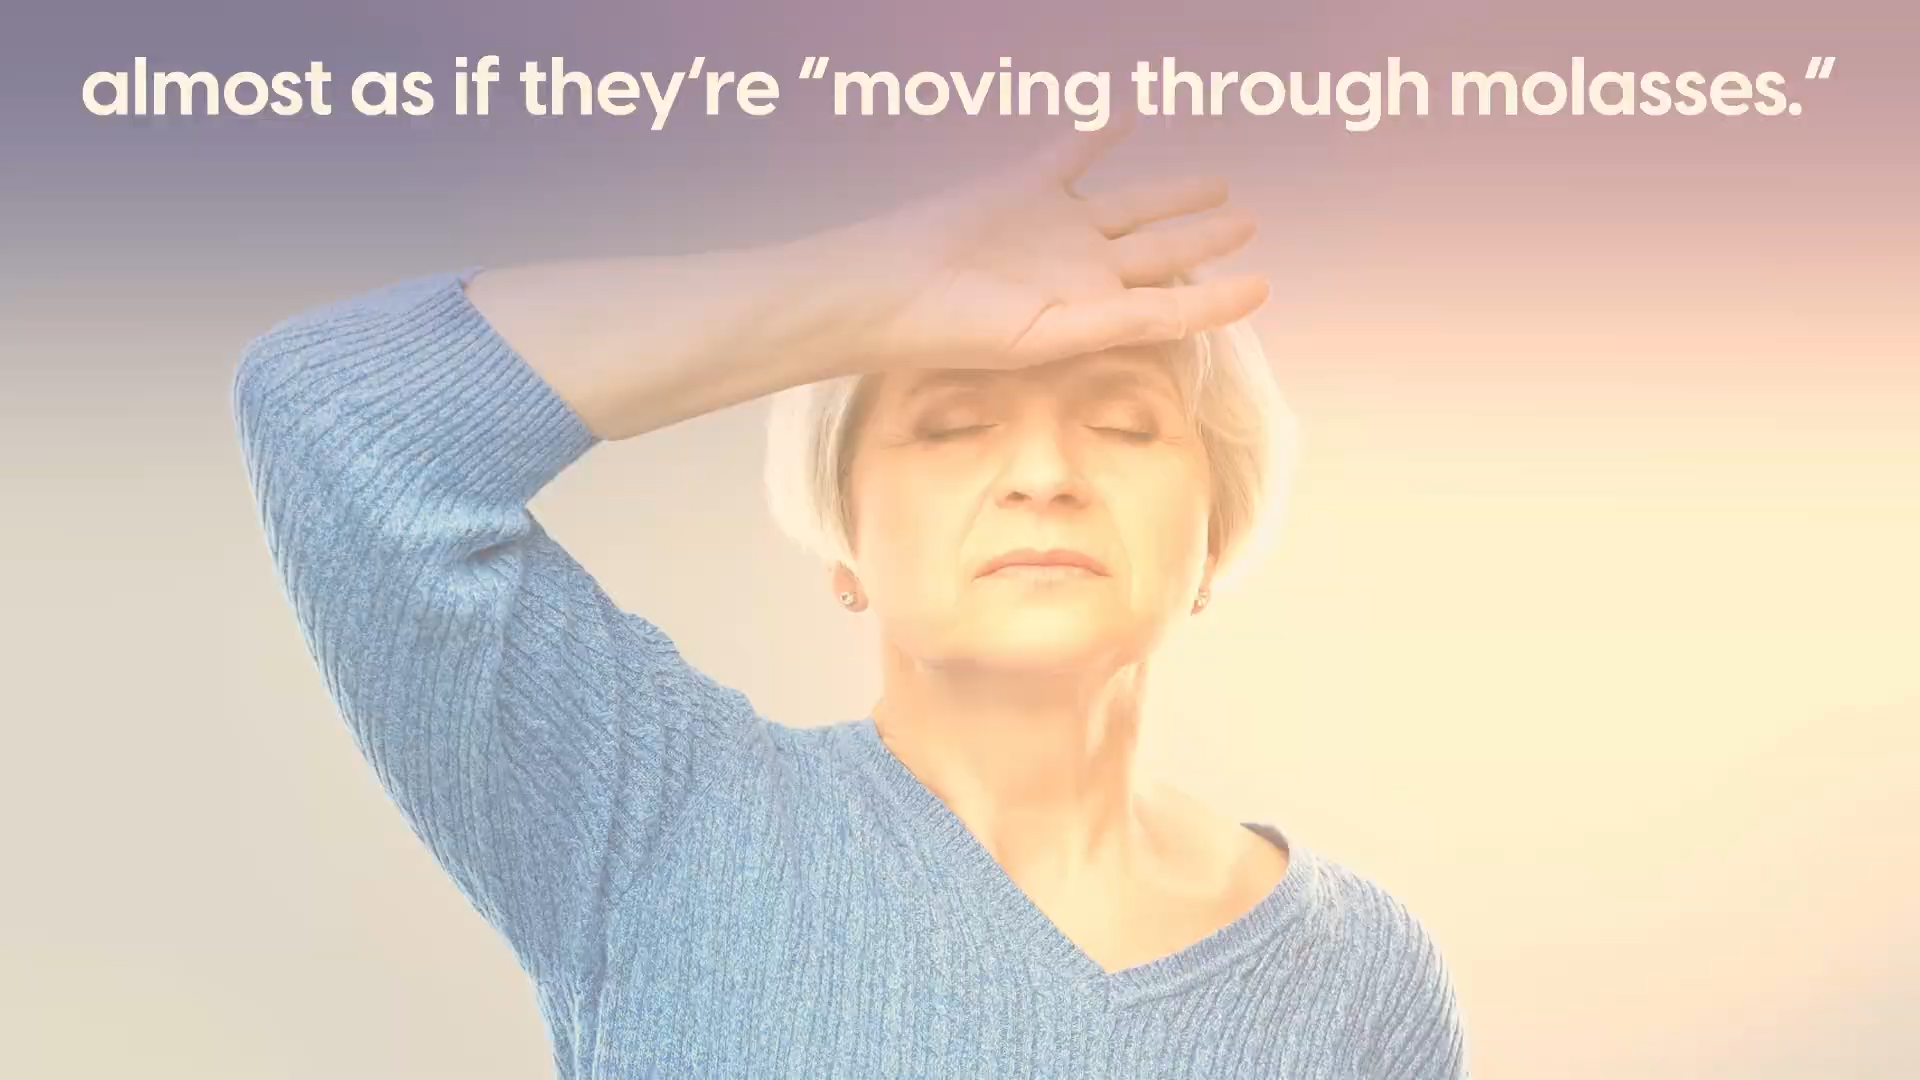 almost as if they're “moving through molasses.”